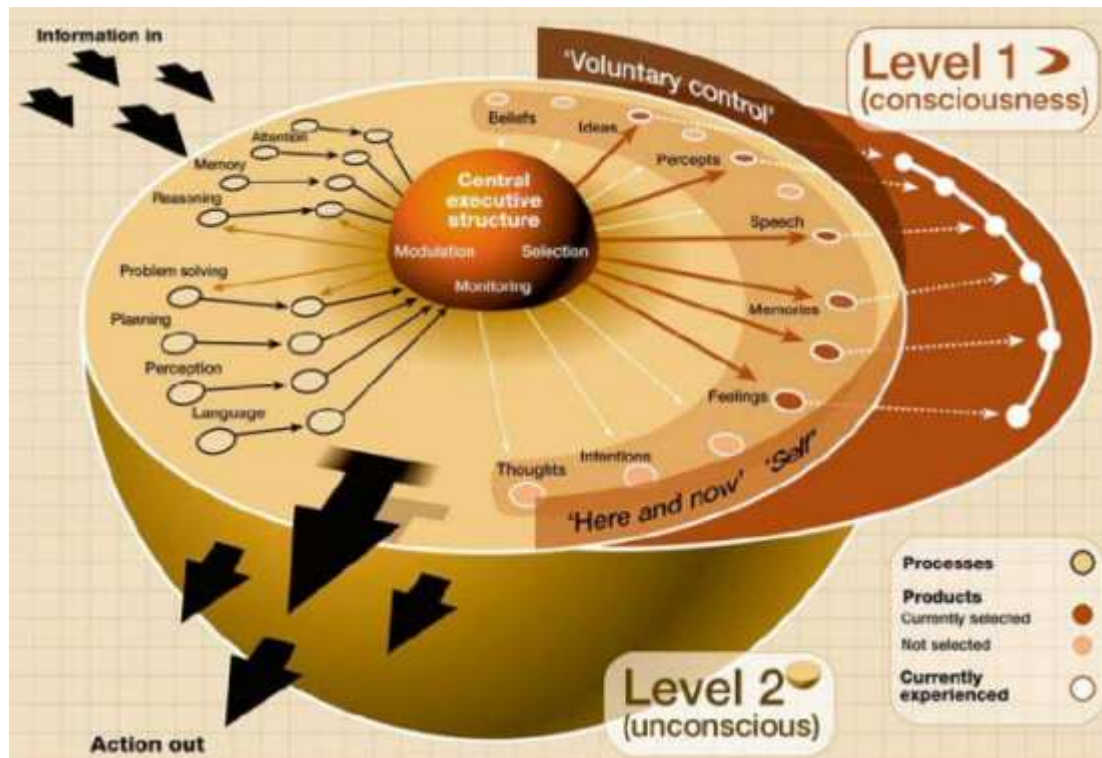 Information in
'Voluntary control'
Level 1
(consciousness)
Beliefs
Ideas
Percepts
Speech
Memories
Feelings
Intentions
Thoughts
Attention
Memory
Reasoning
Problem solving
Planning
Perception
Language
Central
executive
structure
Modulation Selection
Monitoring
'Here and now' 'Self'
Processes
Products
Currently selected
Not selected
Currently
experienced
Level 2
(unconscious)
Action out